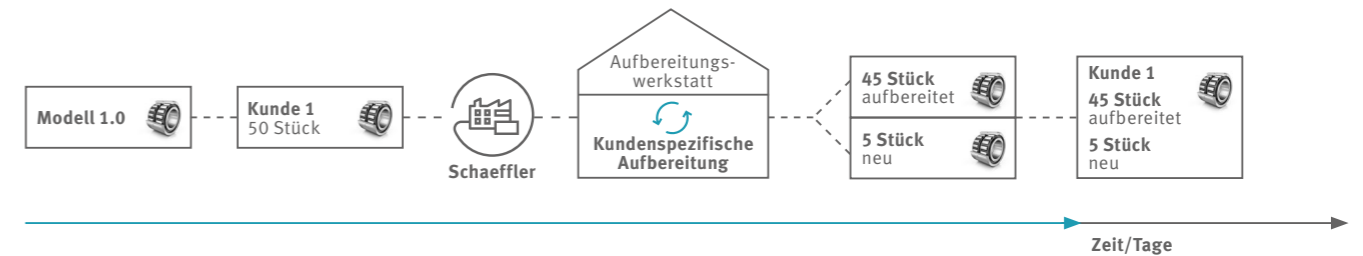 Modell 1.0
Kunde 1
50 Stück
Schaeffler
Aufbereitungs-
werkstatt
Kundenspezifische
Aufbereitung
45 Stück
aufbereitet
5 Stück
neu
Kunde 1
45 Stück
aufbereitet
5 Stück
neu
Zeit/Tage